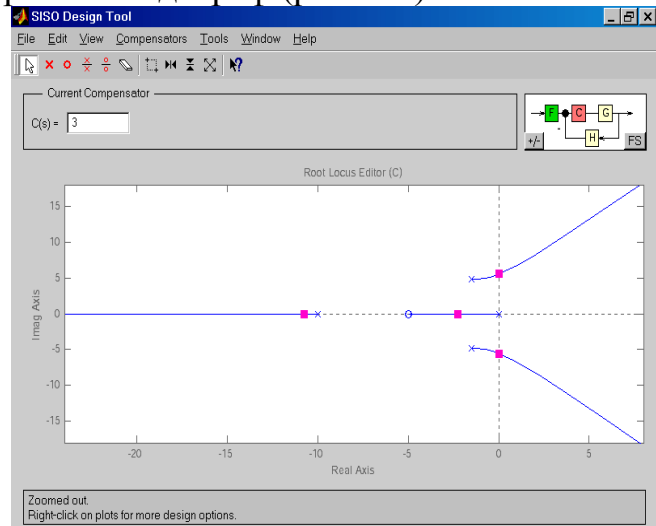 SISO Design Tool
File Edit View Compensators Tools Window Help
Current Compensator
C(s) = 3
F C G
H
+/- FS
Root Locus Editor (C)
15
10
5
0
-5
-10
-15
Imag Axis
-20 -15 -10 -5 0 5
Real Axis
Zoomed out.
Right-click on plots for more design options.